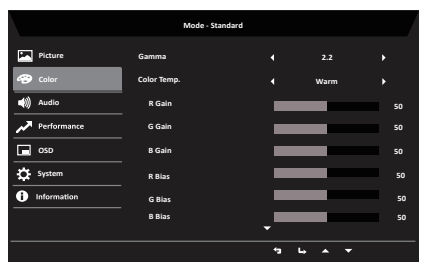 Mode - Standard
Picture
Gamma 2.2
Color
Color Temp. Warm
Audio
R Gain 50
Performance
G Gain 50
OSD
B Gain 50
System
R Bias 50
Information
G Bias 50
B Bias 50